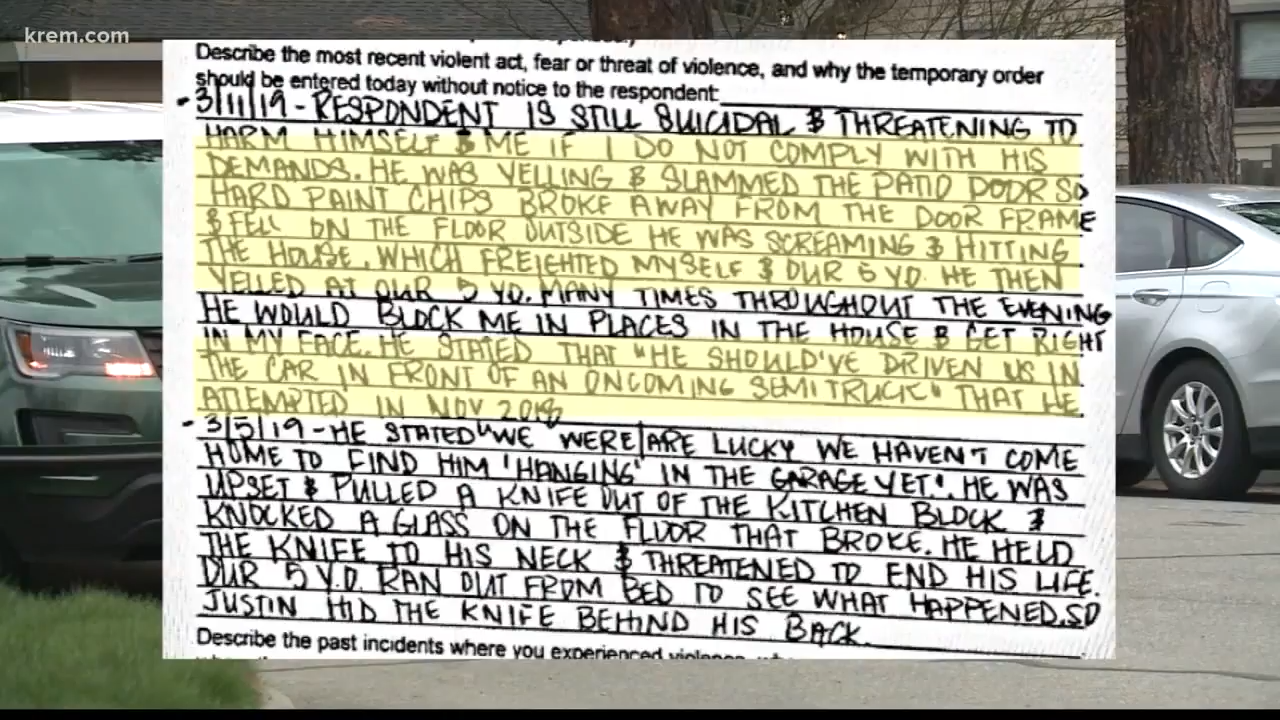 krem.com
Describe the most recent violent act, fear or threat of violence, and why the temporary order
should be entered today without notice to the respondent:
- 3/11/19 - RESPONDENT IS STILL SUICIDAL & THREATENING TO
HARM HIMSELF & ME IF I DO NOT COMPLY WITH HIS
DEMANDS. HE WAS YELLING & SLAMMED THE PATIO DOOR SO
HARD PAINT CHIPS BROKE AWAY FROM THE DOOR FRAME
& FELL ON THE FLOOR OUTSIDE HE WAS SCREAMING & HITTING
THE HOUSE, WHICH FREIGHTED MYSELF & OUR 5 YO. HE THEN
YELLED AT OUR 5 YO. MANY TIMES THROUGHOUT THE EVENING
HE WOULD BLOCK ME IN PLACES IN THE HOUSE & GET RIGHT
IN MY FACE. HE STATED THAT "HE SHOULD'VE DRIVEN US IN
THE CAR IN FRONT OF AN ONCOMING SEMI TRUCK" THAT HE
ATTEMPTED IN NOV 2018
- 3/5/19 - HE STATED "WE WERE/ARE LUCKY WE HAVEN'T COME
HOME TO FIND HIM 'HANGING' IN THE GARAGE YET". HE WAS
UPSET & PULLED A KNIFE OUT OF THE KITCHEN BLOCK &
KNOCKED A GLASS ON THE FLOOR THAT BROKE. HE HELD
THE KNIFE TO HIS NECK & THREATENED TO END HIS LIFE.
OUR 5 Y.O. RAN OUT FROM BED TO SEE WHAT HAPPENED, SO
JUSTIN HID THE KNIFE BEHIND HIS BACK.
Describe the past incidents where you experienced violence,